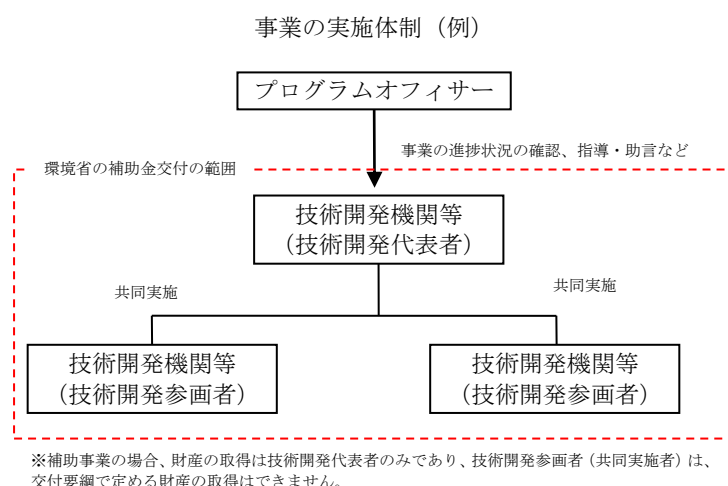 事業の実施体制（例）
プログラムオフィサー
事業の進捗状況の確認、指導・助言など
環境省の補助金交付の範囲
技術開発機関等
（技術開発代表者）
共同実施
共同実施
技術開発機関等
（技術開発参画者）
技術開発機関等
（技術開発参画者）
※補助事業の場合、財産の取得は技術開発代表者のみであり、技術開発参画者（共同実施者）は、
交付要綱で定める財産の取得はできません。